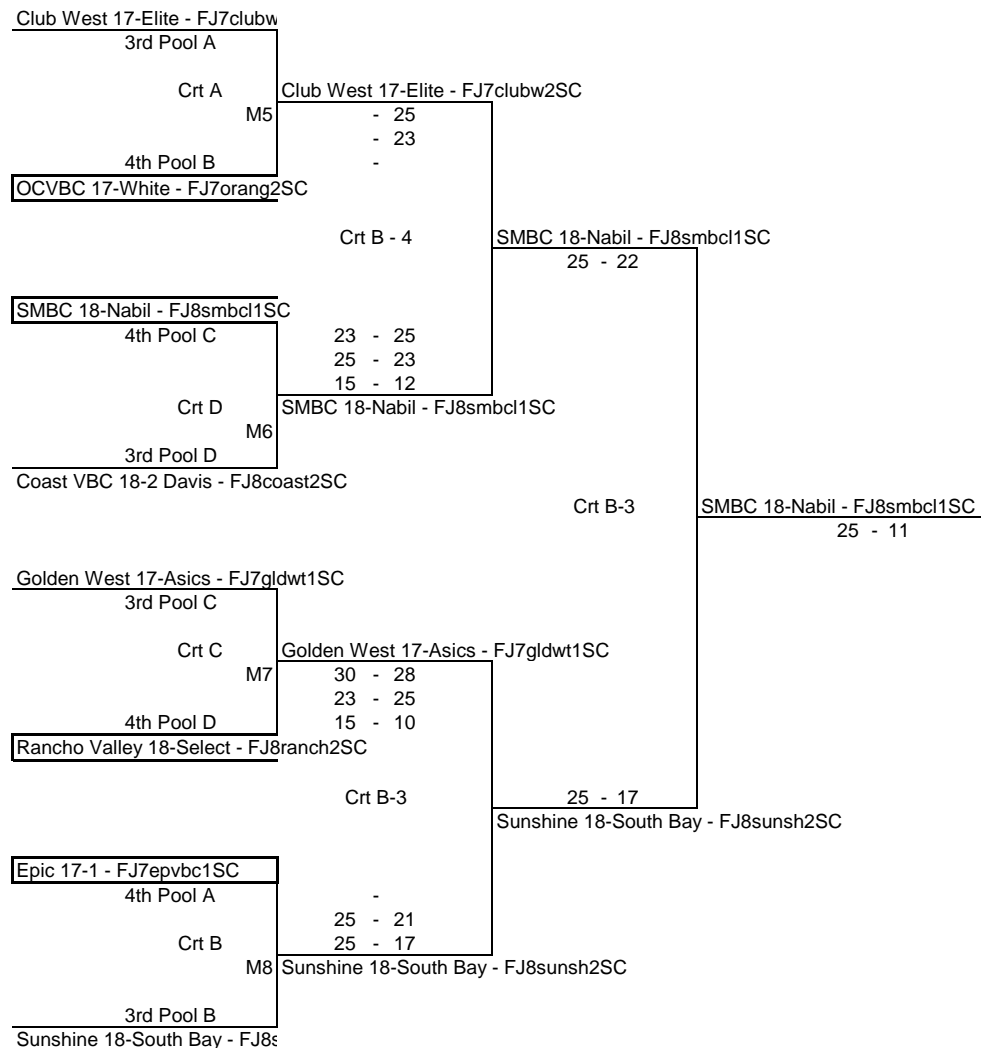 Club West 17-Elite - FJ7clubw
3rd Pool A
Crt A
Club West 17-Elite - FJ7clubw2SC
M5
- 25
- 23
4th Pool B
-
OCVBC 17-White - FJ7orang2SC
Crt B - 4
SMBC 18-Nabil - FJ8smbcl1SC
25 - 22
SMBC 18-Nabil - FJ8smbcl1SC
4th Pool C
23 - 25
25 - 23
15 - 12
Crt D
SMBC 18-Nabil - FJ8smbcl1SC
M6
3rd Pool D
Coast VBC 18-2 Davis - FJ8coast2SC
Crt B-3
SMBC 18-Nabil - FJ8smbcl1SC
25 - 11
Golden West 17-Asics - FJ7gldwt1SC
3rd Pool C
Crt C
Golden West 17-Asics - FJ7gldwt1SC
M7
30 - 28
23 - 25
4th Pool D
15 - 10
Rancho Valley 18-Select - FJ8ranch2SC
Crt B-3
25 - 17
Sunshine 18-South Bay - FJ8sunsh2SC
Epic 17-1 - FJ7epvbc1SC
4th Pool A
-
25 - 21
Crt B
25 - 17
M8
Sunshine 18-South Bay - FJ8sunsh2SC
3rd Pool B
Sunshine 18-South Bay - FJ8s